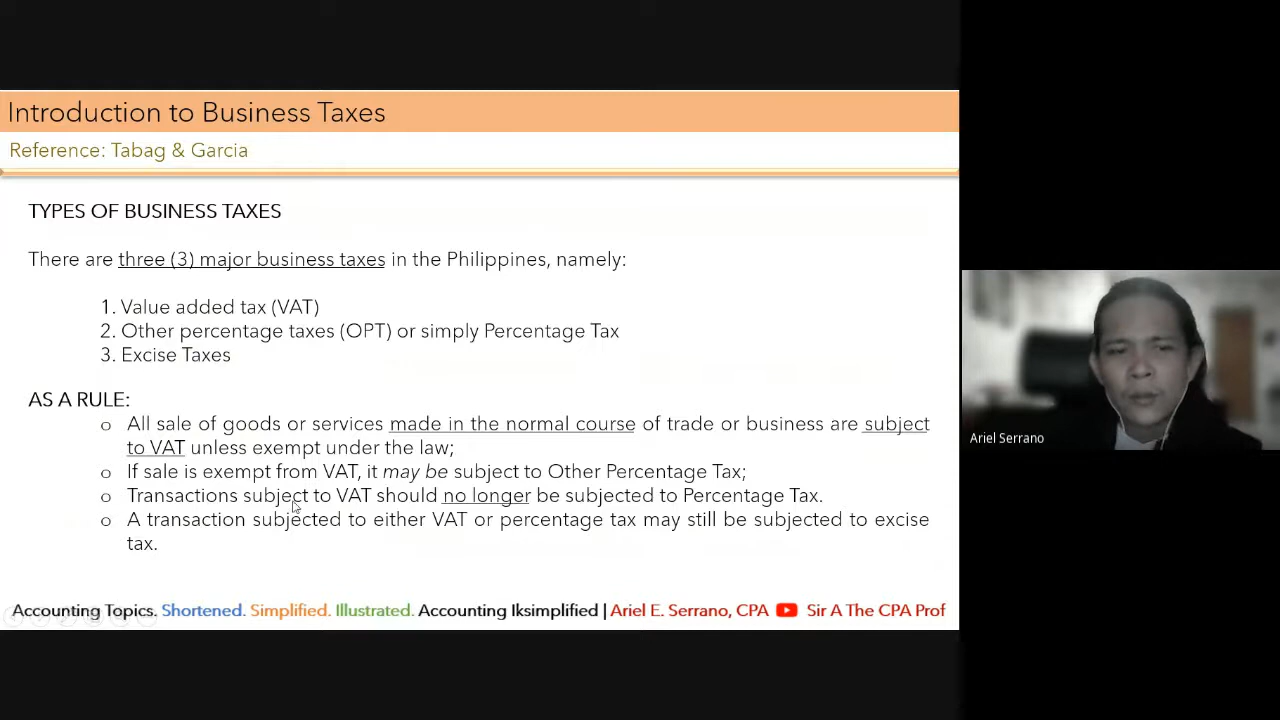 Introduction to Business Taxes
Reference: Tabag & Garcia
TYPES OF BUSINESS TAXES
There are three (3) major business taxes in the Philippines, namely:
1. Value added tax (VAT)
2. Other percentage taxes (OPT) or simply Percentage Tax
3. Excise Taxes
AS A RULE:
o All sale of goods or services made in the normal course of trade or business are subject
to VAT unless exempt under the law;
o If sale is exempt from VAT, it may be subject to Other Percentage Tax;
o Transactions subject to VAT should no longer be subjected to Percentage Tax.
o A transaction subjected to either VAT or percentage tax may still be subjected to excise
tax.
Accounting Topics. Shortened. Simplified. Illustrated. Accounting Iksimplified | Ariel E. Serrano, CPA Sir A The CPA Prof
Ariel Serrano